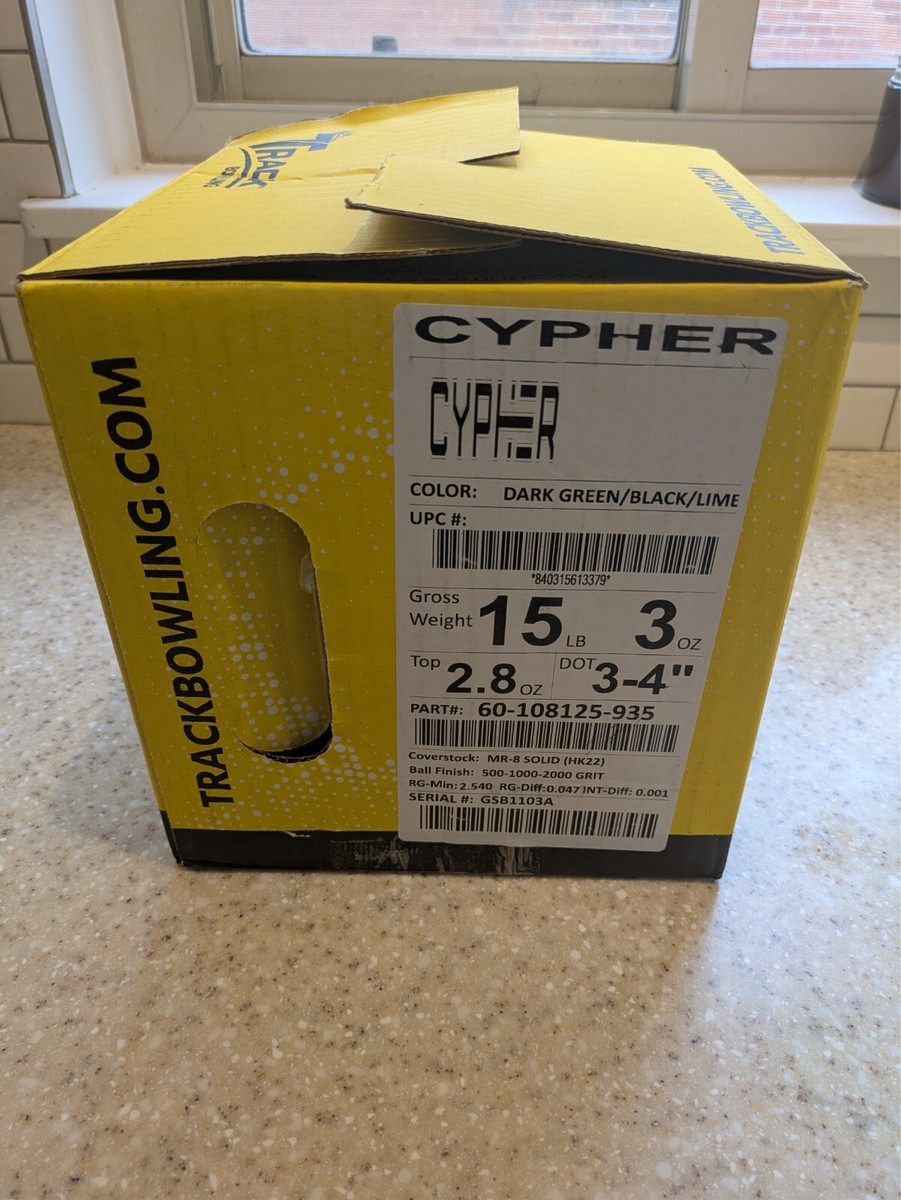 TRACK
BOWLING
TRACKBOWLING.COM
TRACKBOWLING.COM
CYPHER
CYPHER
COLOR: DARK GREEN/BLACK/LIME
UPC #:
*840315613379*
Gross Weight 15 LB 3 OZ
Top 2.8 OZ DOT 3-4"
PART#: 60-108125-935
Coverstock: MR-8 SOLID (HK22)
Ball Finish: 500-1000-2000 GRIT
RG-Min: 2.540 RG-Diff: 0.047 INT-Diff: 0.001
SERIAL #: GSB1103A